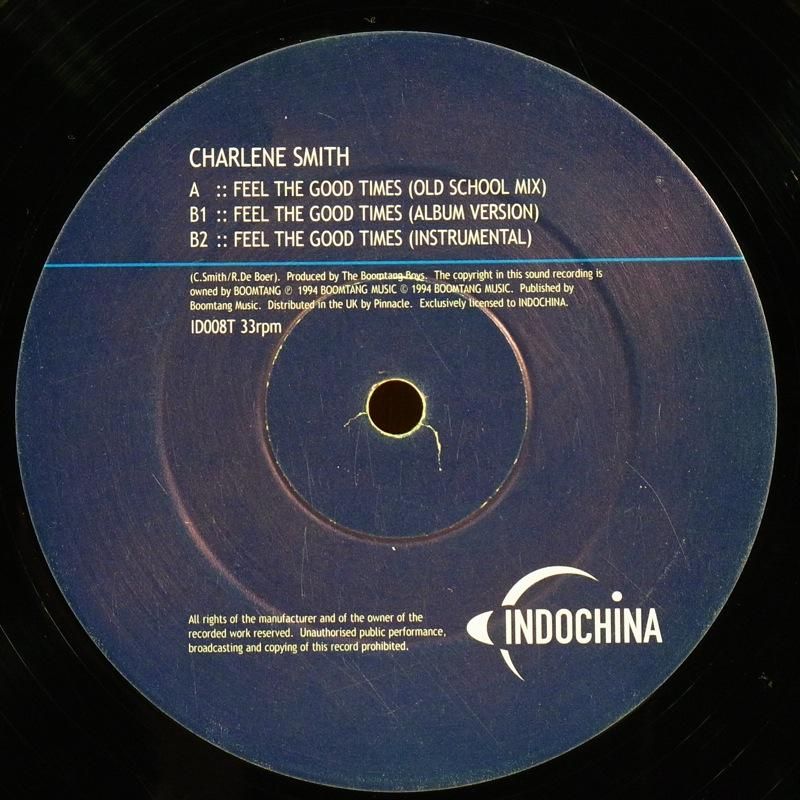 CHARLENE SMITH
A :: FEEL THE GOOD TIMES (OLD SCHOOL MIX)
B1 :: FEEL THE GOOD TIMES (ALBUM VERSION)
B2 :: FEEL THE GOOD TIMES (INSTRUMENTAL)
(C.Smith/R.De Boer). Produced by The Boomtang Boys. The copyright in this sound recording is
owned by BOOMTANG ℗ 1994 BOOMTANG MUSIC © 1994 BOOMTANG MUSIC. Published by
Boomtang Music. Distributed in the UK by Pinnacle. Exclusively licensed to INDOCHINA.
ID008T 33rpm
All rights of the manufacturer and of the owner of the
recorded work reserved. Unauthorised public performance,
broadcasting and copying of this record prohibited.
INDOCHiNA